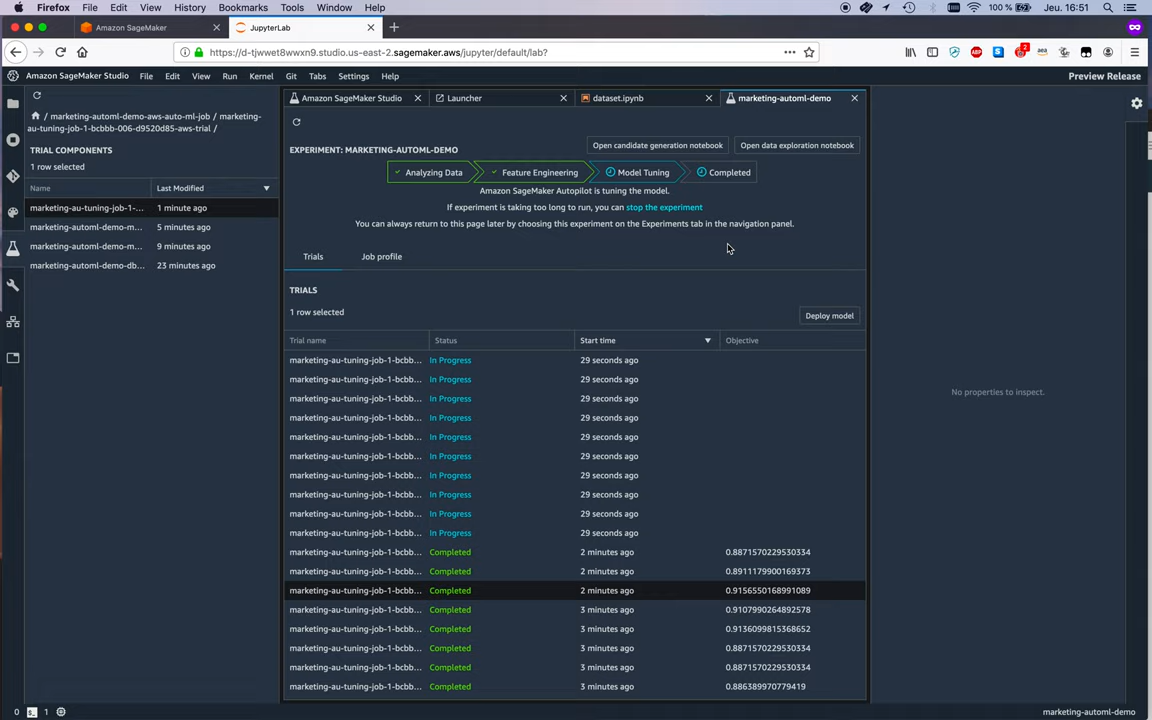 Firefox File Edit View History Bookmarks Tools Window Help 100 % Jeu. 16:51
Amazon SageMaker
JupyterLab
https://d-tjwwet8wwxn9.studio.us-east-2.sagemaker.aws/jupyter/default/lab?
Amazon SageMaker Studio File Edit View Run Kernel Git Tabs Settings Help Preview Release
/ marketing-automl-demo-aws-auto-ml-job / marketing-
au-tuning-job-1-bcbbb-006-d9520d85-aws-trial /
TRIAL COMPONENTS
1 row selected
Name Last Modified
marketing-au-tuning-job-1-... 1 minute ago
marketing-automl-demo-m... 5 minutes ago
marketing-automl-demo-m... 9 minutes ago
marketing-automl-demo-db... 23 minutes ago
Amazon SageMaker Studio
Launcher
dataset.ipynb
marketing-automl-demo
Open candidate generation notebook
Open data exploration notebook
EXPERIMENT: MARKETING-AUTOML-DEMO
Analyzing Data Feature Engineering Model Tuning Completed
Amazon SageMaker Autopilot is tuning the model.
If experiment is taking too long to run, you can stop the experiment
You can always return to this page later by choosing this experiment on the Experiments tab in the navigation panel.
Trials Job profile
TRIALS
1 row selected
Deploy model
Trial name Status Start time Objective
marketing-au-tuning-job-1-bcbb... In Progress 29 seconds ago
marketing-au-tuning-job-1-bcbb... In Progress 29 seconds ago
marketing-au-tuning-job-1-bcbb... In Progress 29 seconds ago
marketing-au-tuning-job-1-bcbb... In Progress 29 seconds ago
marketing-au-tuning-job-1-bcbb... In Progress 29 seconds ago
marketing-au-tuning-job-1-bcbb... In Progress 29 seconds ago
marketing-au-tuning-job-1-bcbb... In Progress 29 seconds ago
marketing-au-tuning-job-1-bcbb... In Progress 29 seconds ago
marketing-au-tuning-job-1-bcbb... In Progress 29 seconds ago
marketing-au-tuning-job-1-bcbb... In Progress 29 seconds ago
marketing-au-tuning-job-1-bcbb... Completed 2 minutes ago 0.8871570229530334
marketing-au-tuning-job-1-bcbb... Completed 2 minutes ago 0.8911179900169373
marketing-au-tuning-job-1-bcbb... Completed 2 minutes ago 0.9156550168991089
marketing-au-tuning-job-1-bcbb... Completed 3 minutes ago 0.9107990264892578
marketing-au-tuning-job-1-bcbb... Completed 3 minutes ago 0.9136099815368652
marketing-au-tuning-job-1-bcbb... Completed 3 minutes ago 0.8871570229530334
marketing-au-tuning-job-1-bcbb... Completed 3 minutes ago 0.8871570229530334
marketing-au-tuning-job-1-bcbb... Completed 3 minutes ago 0.886389970779419
No properties to inspect.
0 1 marketing-automl-demo